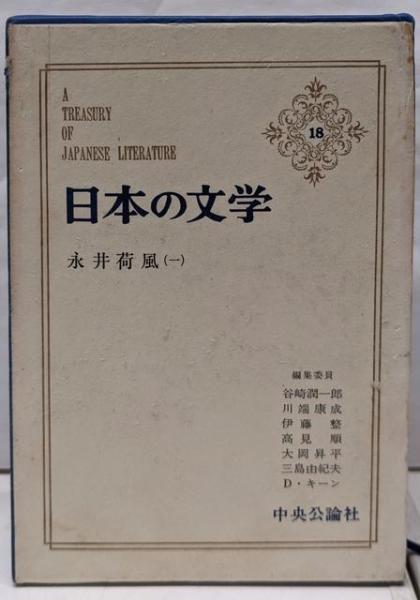 A
TREASURY
OF
JAPANESE LITERATURE
18
日本の文学
永井荷風(一)
編集委員
谷崎潤一郎
川端康成
伊藤 整
高見 順
大岡昇平
三島由紀夫
D・キーン
中央公論社